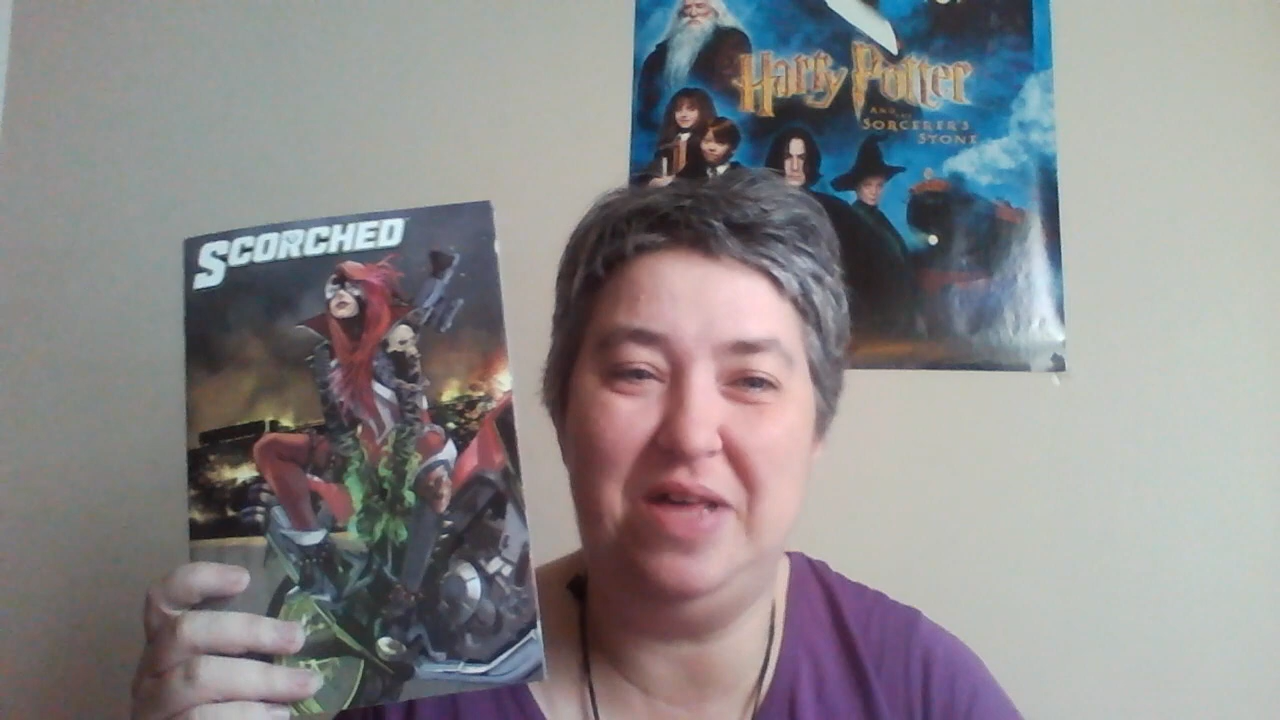 SCORCHED
Harry Potter
AND THE
SORCERER'S
STONE